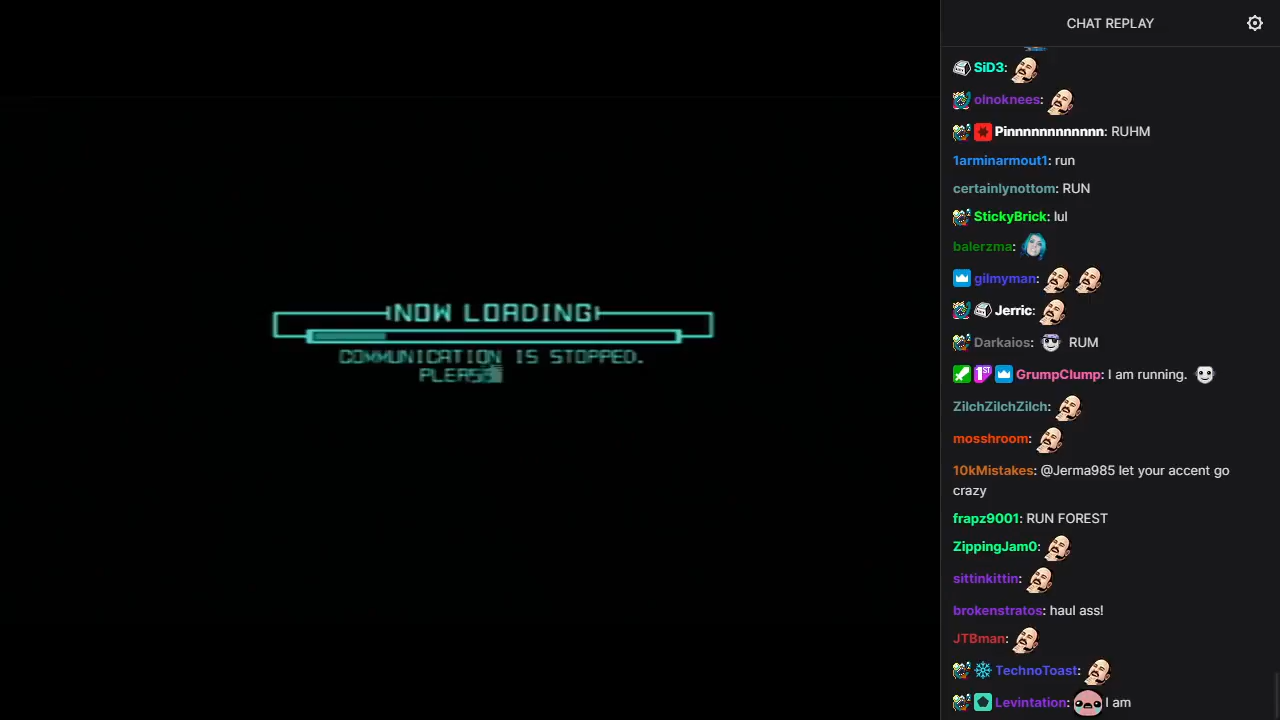 NOW LOADING
COMMUNICATION IS STOPPED.
PLEAS
CHAT REPLAY
SiD3:
olnoknees:
Pinnnnnnnnnnnn: RUHM
1arminarmout1: run
certainlynottom: RUN
StickyBrick: lul
balerzma:
gilmyman:
Jerric:
Darkaios: RUM
1ST GrumpClump: I am running.
ZilchZilchZilch:
mosshroom:
10kMistakes: @Jerma985 let your accent go
crazy
frapz9001: RUN FOREST
ZippingJam0:
sittinkittin:
brokenstratos: haul ass!
JTBman:
TechnoToast:
Levintation: I am